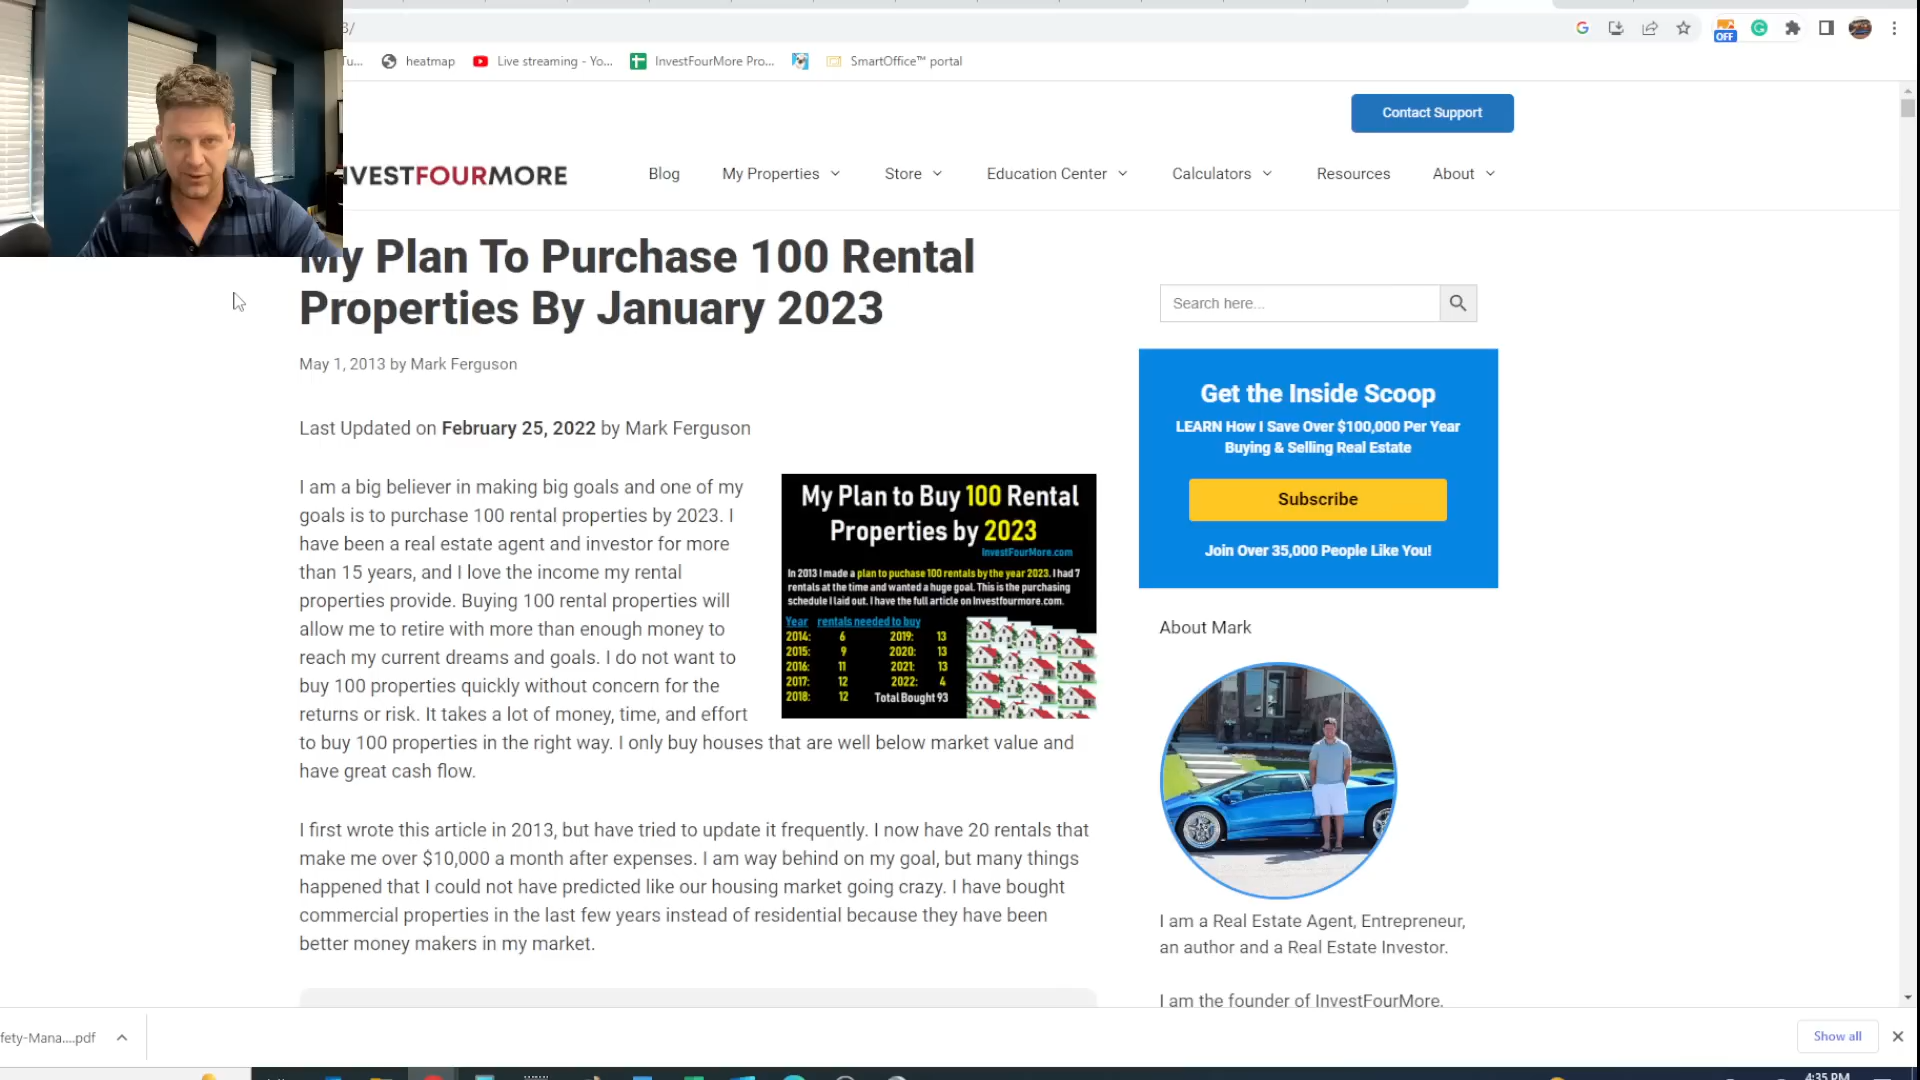 3/
Tu...
heatmap
Live streaming - Yo...
InvestFourMore Pro...
SmartOffice™ portal
OFF
Contact Support
NVESTFOURMORE
Blog
My Properties
Store
Education Center
Calculators
Resources
About
My Plan To Purchase 100 Rental
Properties By January 2023
May 1, 2013 by Mark Ferguson
Last Updated on February 25, 2022 by Mark Ferguson
I am a big believer in making big goals and one of my
goals is to purchase 100 rental properties by 2023. I
have been a real estate agent and investor for more
than 15 years, and I love the income my rental
properties provide. Buying 100 rental properties will
allow me to retire with more than enough money to
reach my current dreams and goals. I do not want to
buy 100 properties quickly without concern for the
returns or risk. It takes a lot of money, time, and effort
to buy 100 properties in the right way. I only buy houses that are well below market value and
have great cash flow.
My Plan to Buy 100 Rental
Properties by 2023
InvestFourMore.com
In 2013 I made a plan to puchase 100 rentals by the year 2023. I had 7
rentals at the time and wanted a huge goal. This is the purchasing
schedule I laid out. I have the full article on Investfourmore.com.
Year rentals needed to buy
2014: 6 2019: 13
2015: 9 2020: 13
2016: 11 2021: 13
2017: 12 2022: 4
2018: 12 Total Bought 93
I first wrote this article in 2013, but have tried to update it frequently. I now have 20 rentals that
make me over $10,000 a month after expenses. I am way behind on my goal, but many things
happened that I could not have predicted like our housing market going crazy. I have bought
commercial properties in the last few years instead of residential because they have been
better money makers in my market.
Search here...
Get the Inside Scoop
LEARN How I Save Over $100,000 Per Year
Buying & Selling Real Estate
Subscribe
Join Over 35,000 People Like You!
About Mark
I am a Real Estate Agent, Entrepreneur,
an author and a Real Estate Investor.
I am the founder of InvestFourMore.
fety-Mana....pdf
Show all
4:35 PM